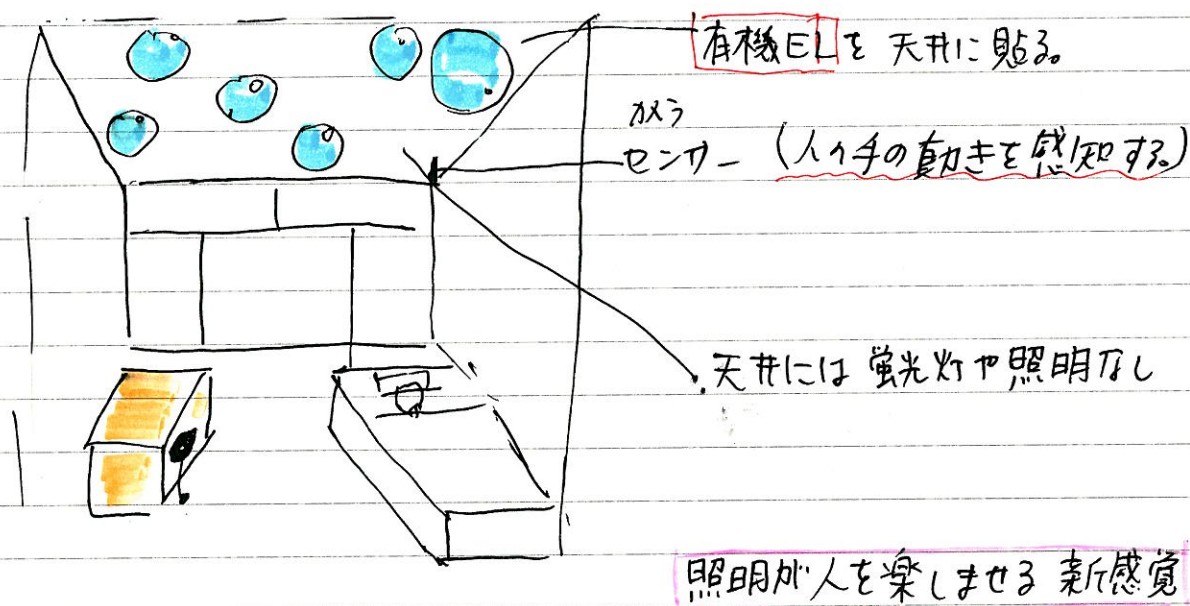 有機ELを天井に貼る。
カメラ
センサー (人の手の動きを感知する。)
天井には蛍光灯や照明なし
照明が人を楽しませる新感覚